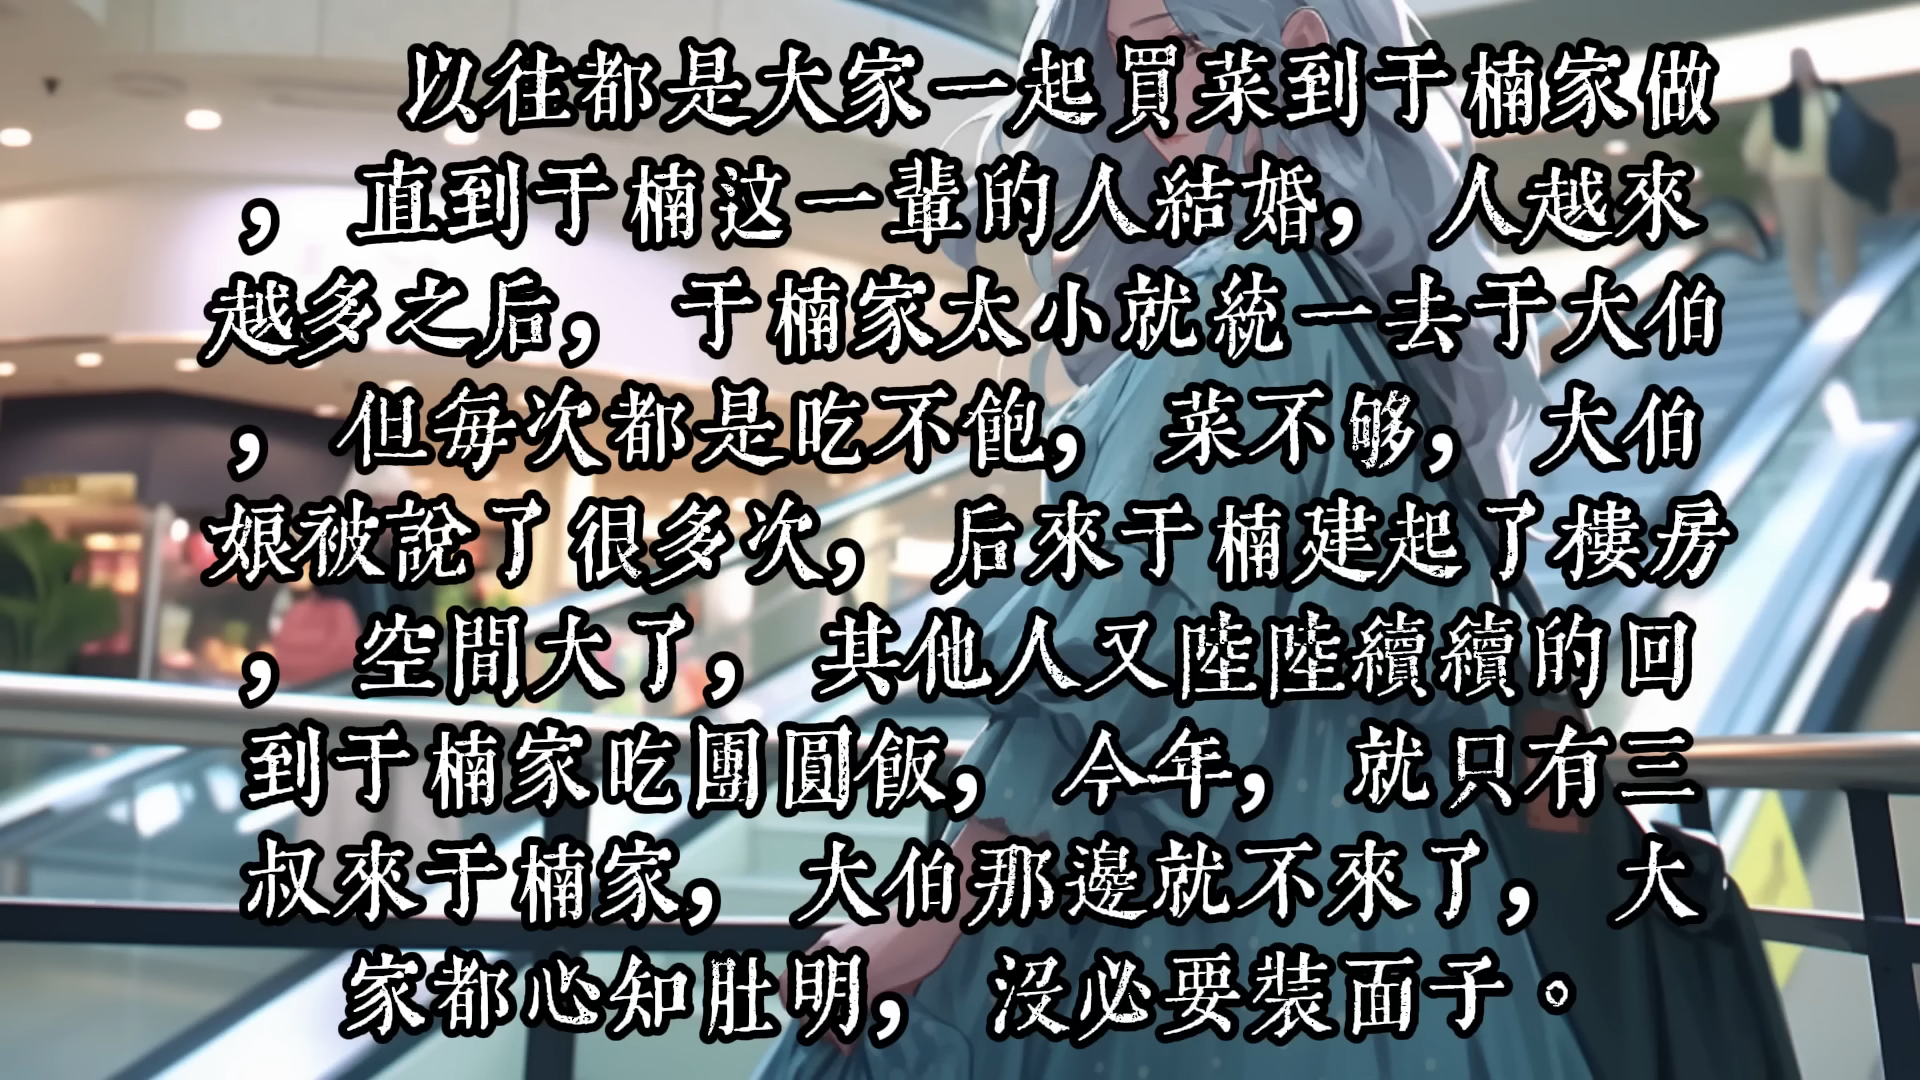 以往都是大家一起買菜到于楠家做
，直到于楠这一輩的人結婚，人越來
越多之后，于楠家太小就統一去于大伯
，但每次都是吃不飽，菜不够，大伯
娘被說了很多次，后來于楠建起了樓房
，空間大了，其他人又陸陸續續的回
到于楠家吃團圓飯，今年，就只有三
叔來于楠家，大伯那邊就不來了，大
家都心知肚明，沒必要裝面子。